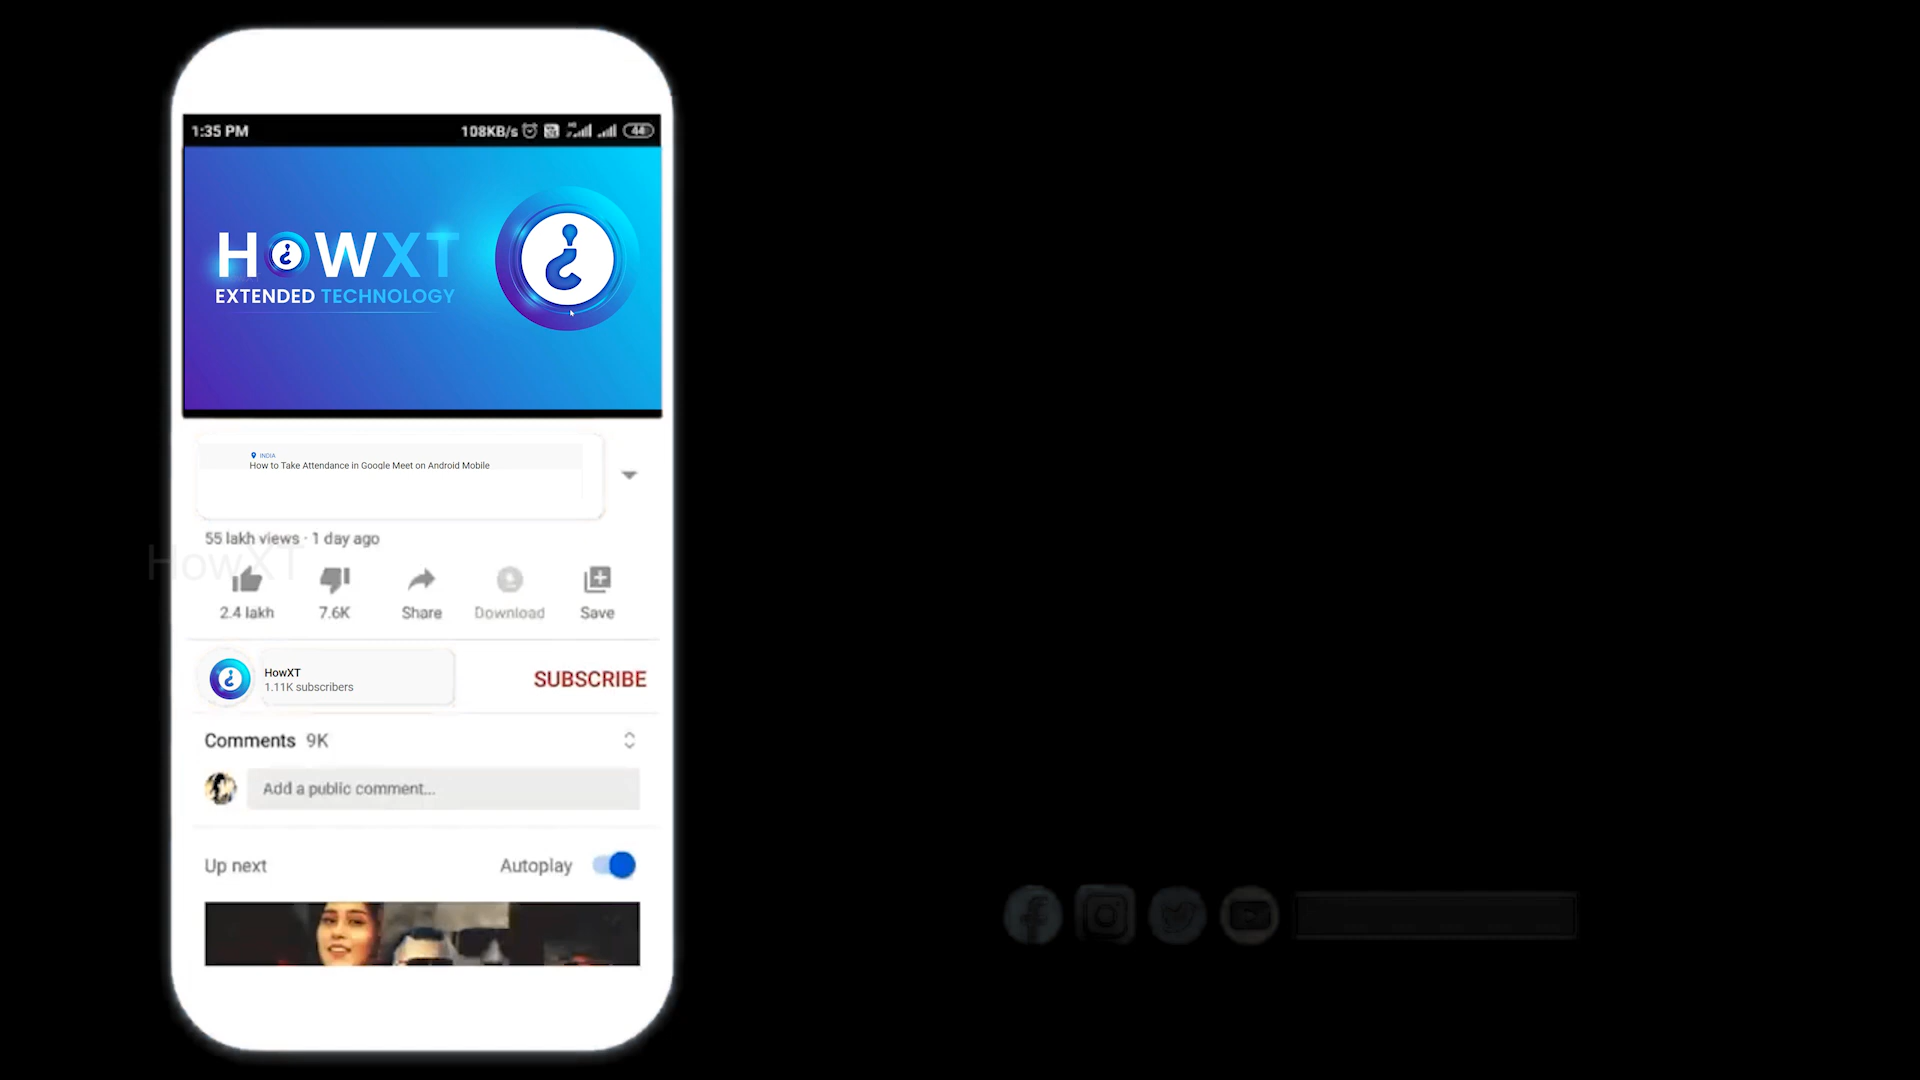 1:35 PM 108KB/s 44
HOWXT
EXTENDED TECHNOLOGY
INDIA
How to Take Attendance in Google Meet on Android Mobile
55 lakh views · 1 day ago
HowXT
2.4 lakh 7.6K Share Download Save
HowXT
1.11K subscribers
SUBSCRIBE
Comments 9K
Add a public comment...
Up next Autoplay